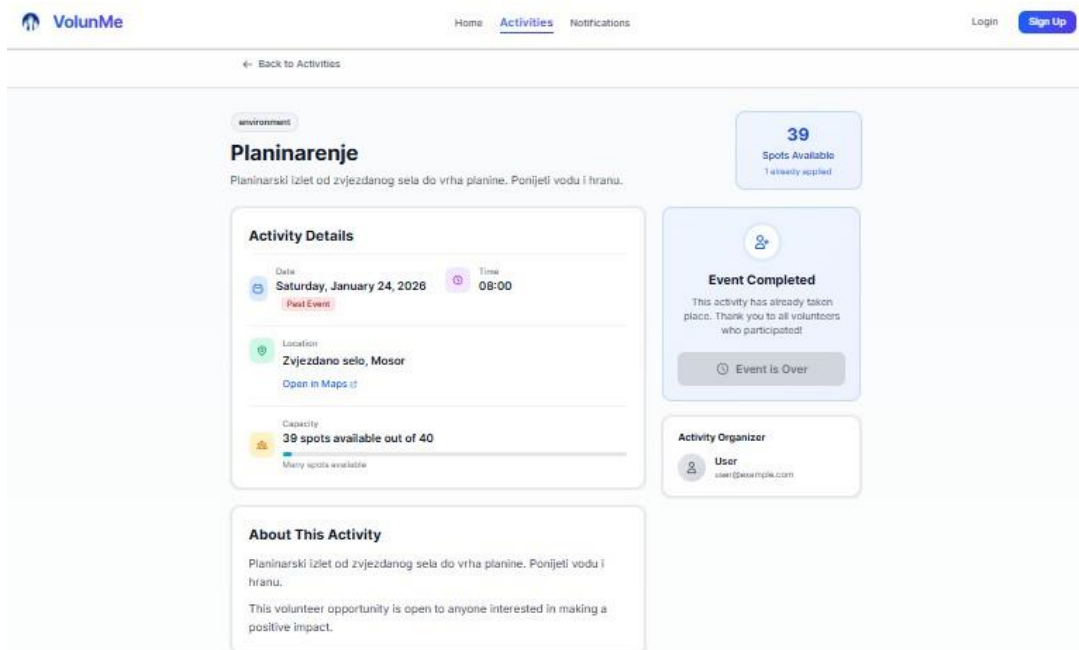 VolunMe
Home Activities Notifications
Login Sign Up
← Back to Activities
environment
Planinarenje
Planinarski izlet od zvjezdanog sela do vrha planine. Ponijeti vodu i hranu.
39
Spots Available
1 already applied
Activity Details
Date
Saturday, January 24, 2026
Past Event
Time
08:00
Location
Zvjezdano selo, Mosor
Open in Maps
Capacity
39 spots available out of 40
Many spots available
Event Completed
This activity has already taken
place. Thank you to all volunteers
who participated!
Event is Over
Activity Organizer
User
user@example.com
About This Activity
Planinarski izlet od zvjezdanog sela do vrha planine. Ponijeti vodu i
hranu.
This volunteer opportunity is open to anyone interested in making a
positive impact.